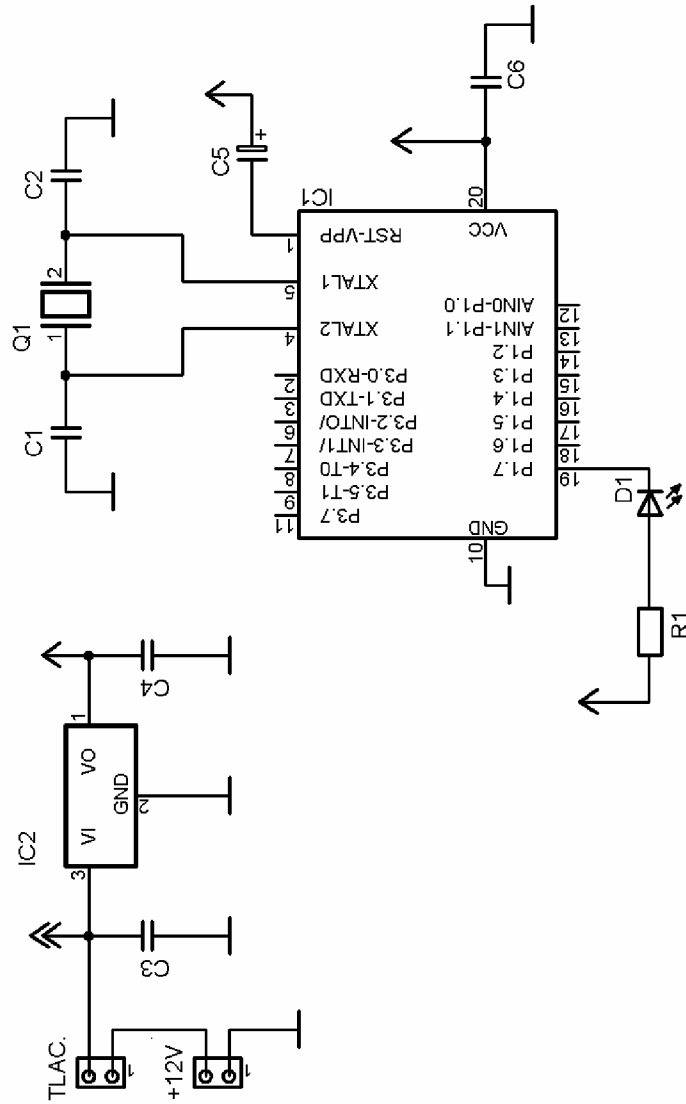 C1
Q1
1
2
C2
C5
+
C6
IC1
1
RST-VPP
5
XTAL1
4
XTAL2
2
P3.0-RXD
3
P3.1-TXD
6
P3.2-INTO/
7
P3.3-INT1/
8
P3.4-T0
9
P3.5-T1
11
P3.7
20
VCC
10
GND
AIN0-P1.0
12
AIN1-P1.1
13
P1.2
14
P1.3
15
P1.4
16
P1.5
17
P1.6
18
P1.7
19
D1
R1
IC2
3
VI
VO
1
GND
2
C4
C3
TLAC.
1
+12V
1